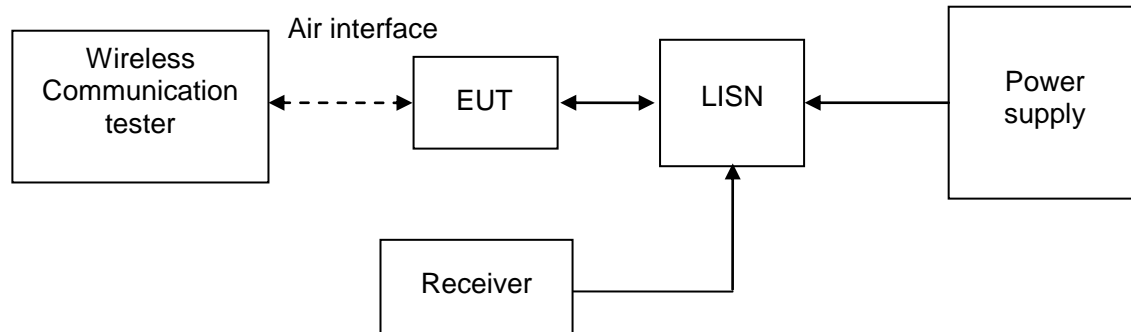 Air interface
Wireless
Communication
tester
EUT
LISN
Power
supply
Receiver